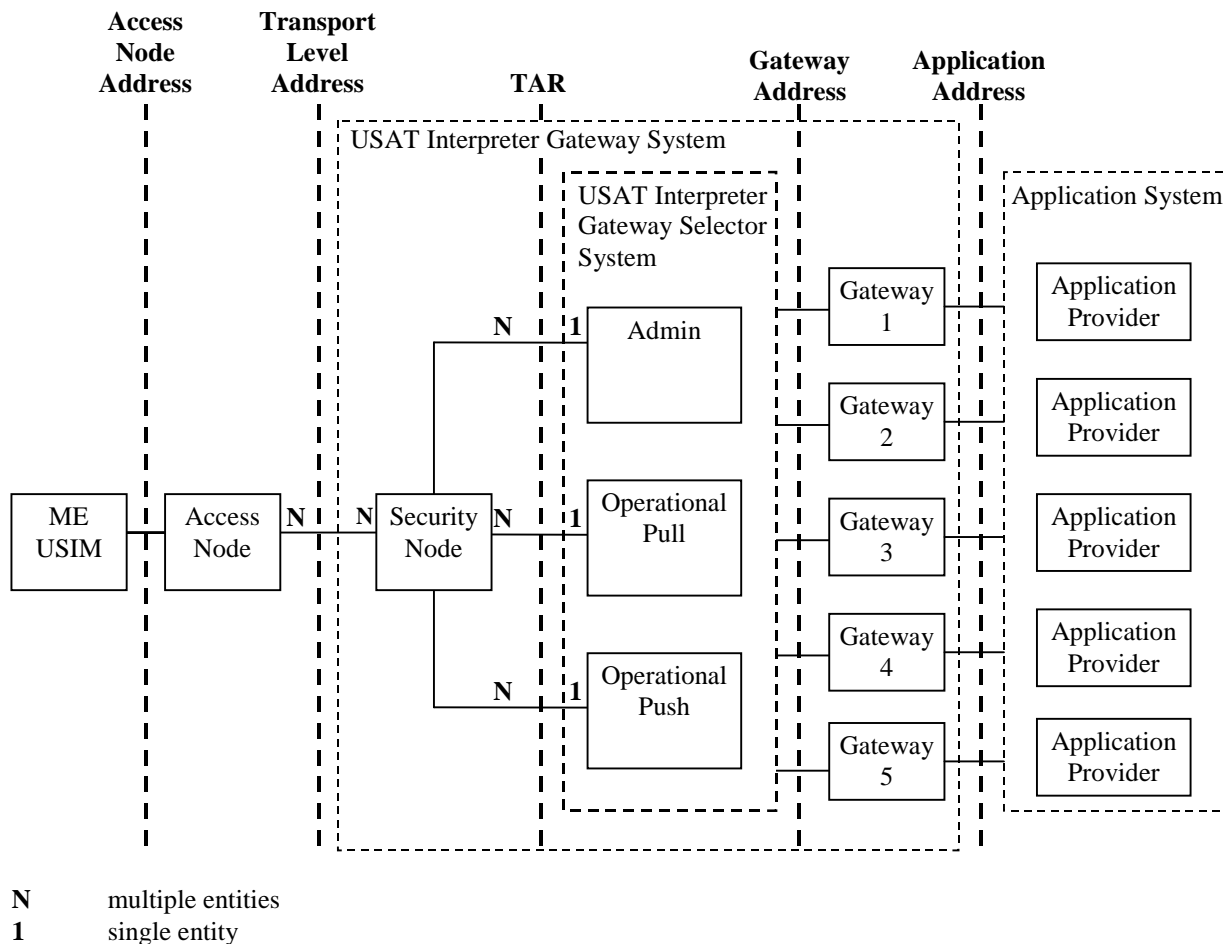 Access
Node
Address
Transport
Level
Address
TAR
Gateway
Address
Application
Address
USAT Interpreter Gateway System
USAT Interpreter
Gateway Selector
System
Application System
ME
USIM
Access
Node
N
N
Security
Node
N
1
Admin
N
1
Operational
Pull
N
1
Operational
Push
Gateway
1
Gateway
2
Gateway
3
Gateway
4
Gateway
5
Application
Provider
Application
Provider
Application
Provider
Application
Provider
Application
Provider
N multiple entities
1 single entity